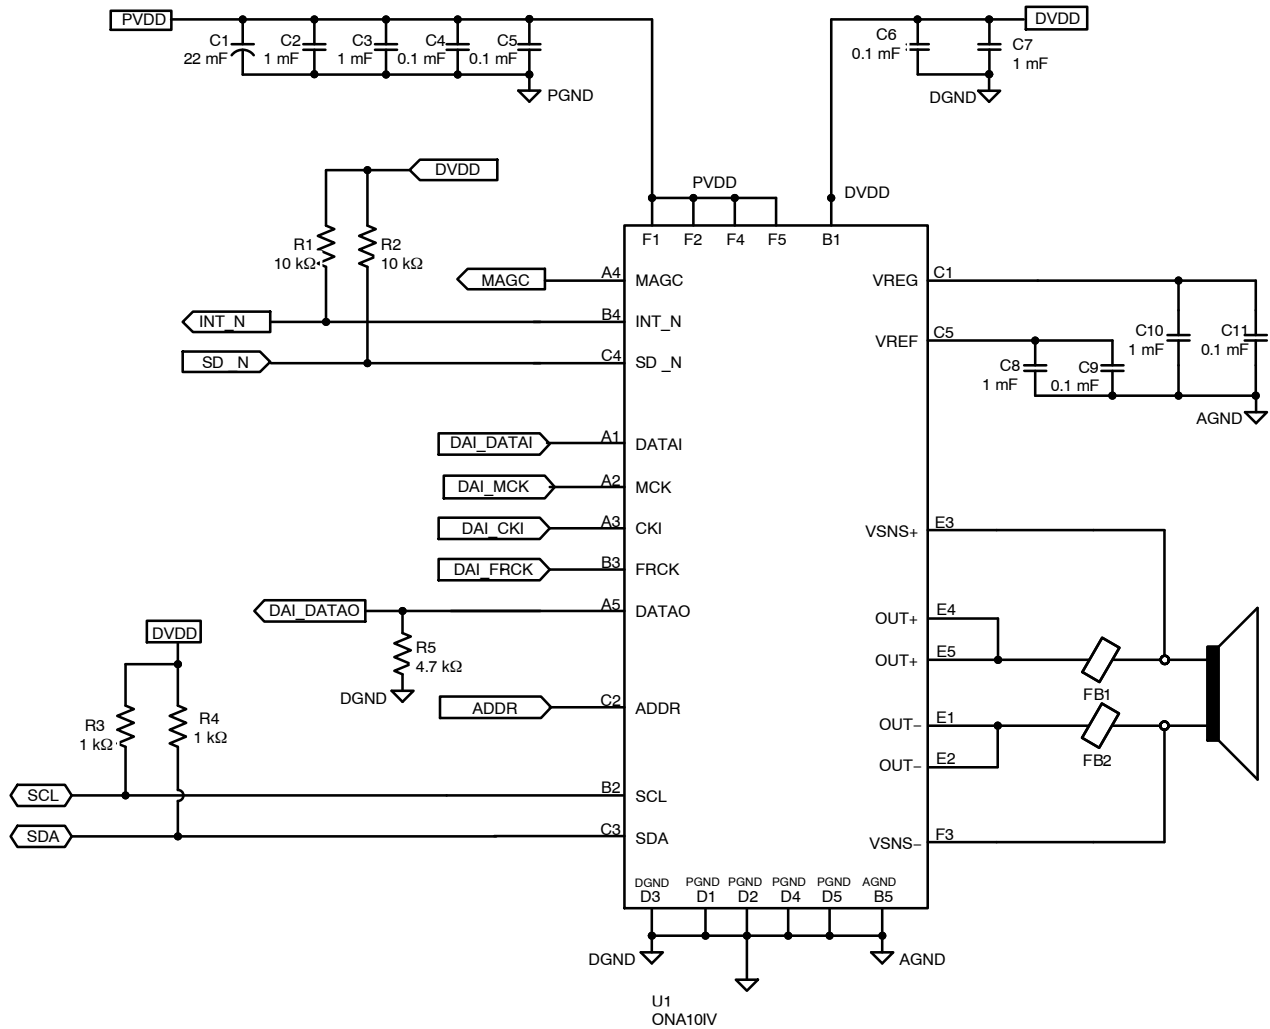 PVDD
C1
22 mF
C2
1 mF
C3
1 mF
C4
0.1 mF
C5
0.1 mF
PGND
DVDD
C6
0.1 mF
C7
1 mF
DGND
DVDD
R1
10 kΩ
R2
10 kΩ
PVDD
DVDD
F1
F2
F4
F5
B1
MAGC
A4
MAGC
INT_N
B4
INT_N
SD _N
C4
SD _N
VREG
C1
VREF
C5
C10
1 mF
C11
0.1 mF
C8
1 mF
C9
0.1 mF
AGND
DAI_DATAI
A1
DATAI
DAI_MCK
A2
MCK
DAI_CKI
A3
CKI
DAI_FRCK
B3
FRCK
DAI_DATAO
A5
DATAO
R5
4.7 kΩ
DGND
ADDR
C2
ADDR
VSNS+
E3
OUT+
E4
OUT+
E5
FB1
OUT−
E1
OUT−
E2
FB2
VSNS−
F3
DVDD
R3
1 kΩ
R4
1 kΩ
SCL
B2
SCL
SDA
C3
SDA
DGND
D3
PGND
D1
PGND
D2
PGND
D4
PGND
D5
AGND
B5
DGND
AGND
U1
ONA10IV